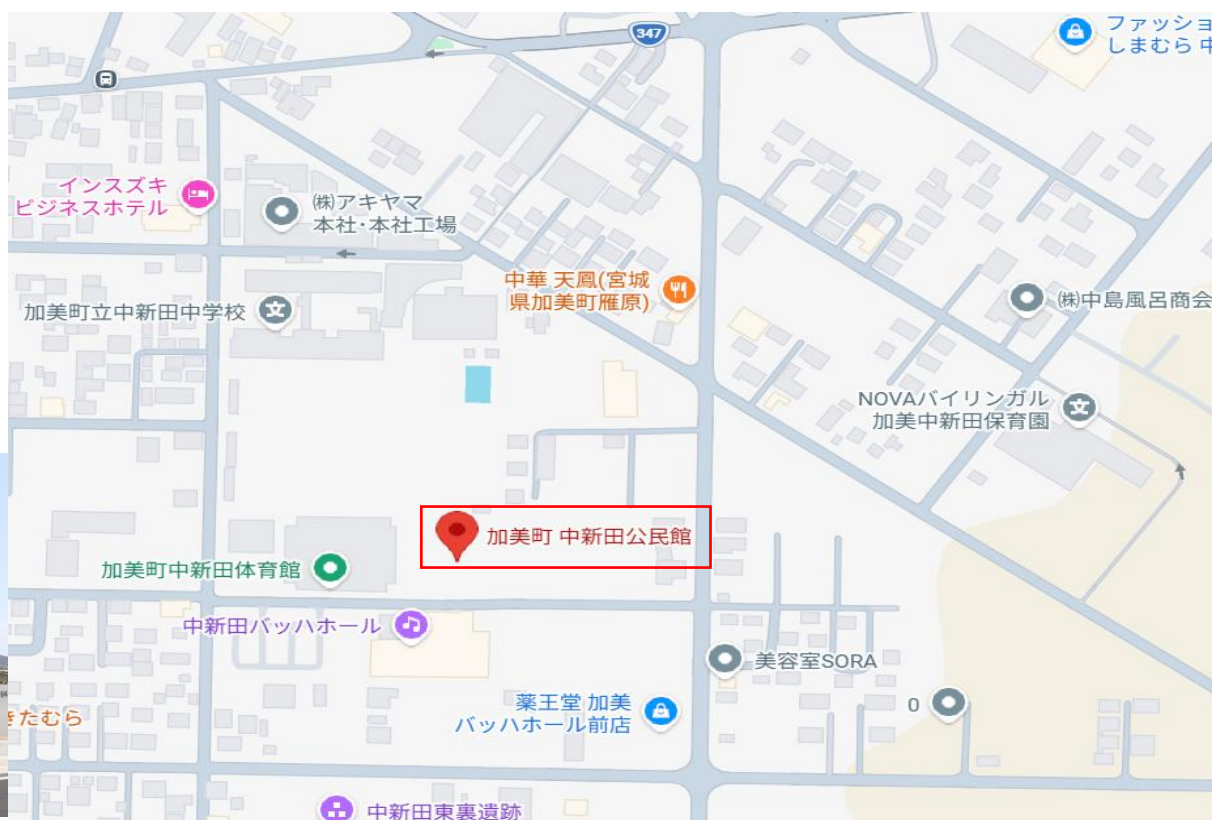 347
ファッショ
しまむら 中
インスズキ
ビジネスホテル
㈱アキヤマ
本社・本社工場
中華 天鳳(宮城
県加美町雁原)
加美町立中新田中学校
㈱中島風呂商会
NOVAバイリンガル
加美中新田保育園
加美町 中新田公民館
加美町中新田体育館
中新田バッハホール
美容室SORA
薬王堂 加美
バッハホール前店
0
きたむら
中新田東裏遺跡